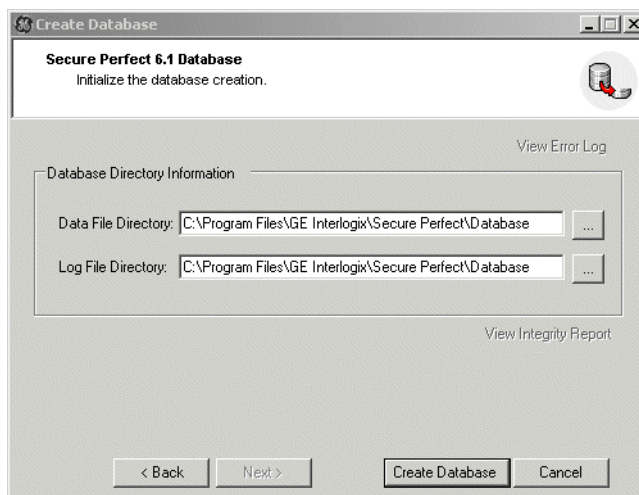 Create Database
Secure Perfect 6.1 Database
Initialize the database creation.
View Error Log
Database Directory Information
Data File Directory: C:\Program Files\GE Interlogix\Secure Perfect\Database ...
Log File Directory: C:\Program Files\GE Interlogix\Secure Perfect\Database ...
View Integrity Report
< Back Next > Create Database Cancel